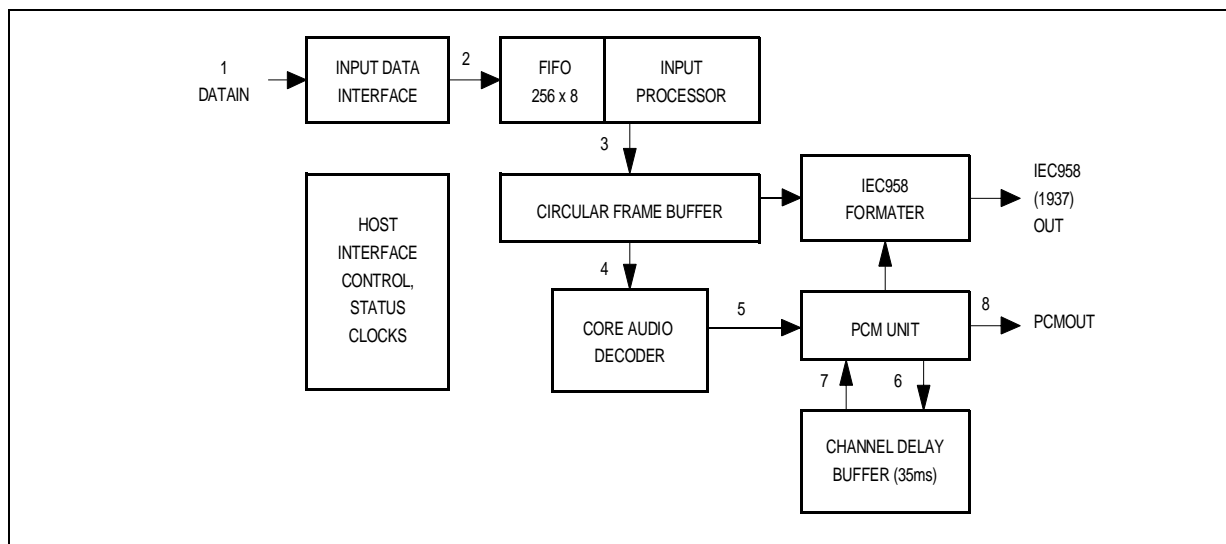 1
DATAIN
INPUT DATA
INTERFACE
2
FIFO
256 x 8
INPUT
PROCESSOR
3
CIRCULAR FRAME BUFFER
IEC958
FORMATER
IEC958
(1937)
OUT
HOST
INTERFACE
CONTROL,
STATUS
CLOCKS
4
CORE AUDIO
DECODER
5
PCM UNIT
8
PCMOUT
7
6
CHANNEL DELAY
BUFFER (35ms)